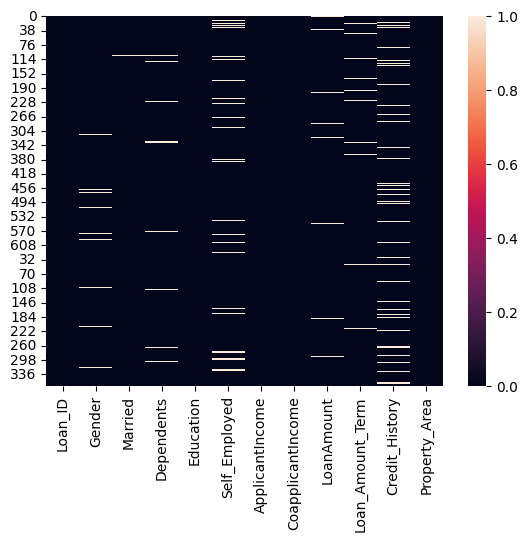 0
38
76
114
152
190
228
266
304
342
380
418
456
494
532
570
608
32
70
108
146
184
222
260
298
336
Loan_ID
Gender
Married
Dependents
Education
Self_Employed
ApplicantIncome
CoapplicantIncome
LoanAmount
Loan_Amount_Term
Credit_History
Property_Area
1.0
0.8
0.6
0.4
0.2
0.0